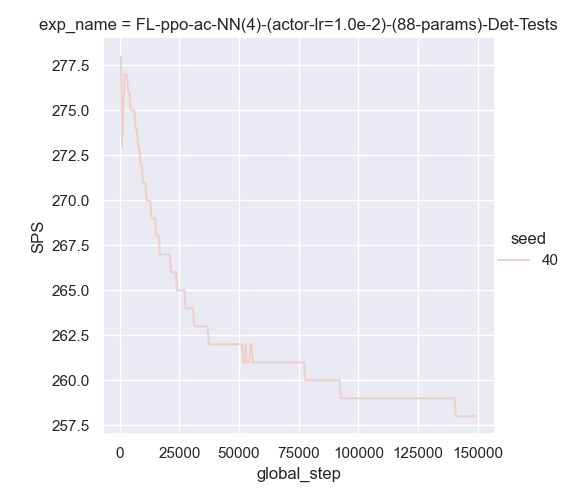 exp_name = FL-ppo-ac-NN(4)-(actor-lr=1.0e-2)-(88-params)-Det-Tests
277.5
275.0
272.5
270.0
267.5
265.0
262.5
260.0
257.5
SPS
0 25000 50000 75000 100000 125000 150000
global_step
seed
40